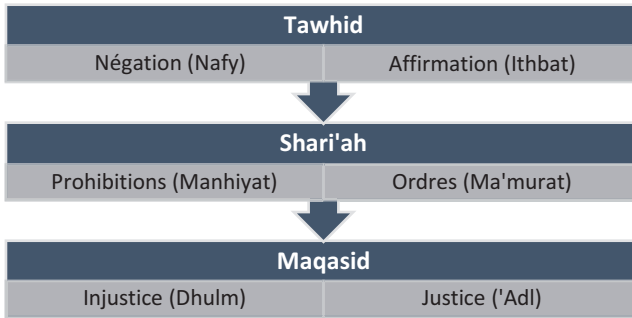 Tawhid
Négation (Nafy) Affirmation (Ithbat)
Shari'ah
Prohibitions (Manhiyat) Ordres (Ma'murat)
Maqasid
Injustice (Dhulm) Justice ('Adl)